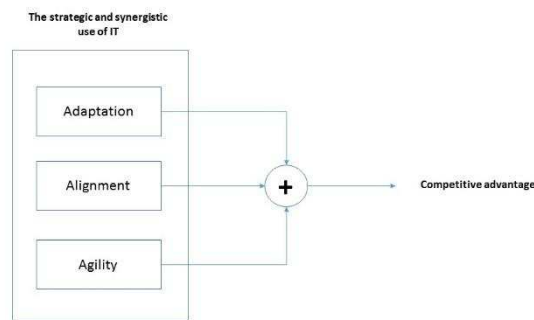 The strategic and synergistic
use of IT
Adaptation
Alignment
+
Competitive advantage
Agility